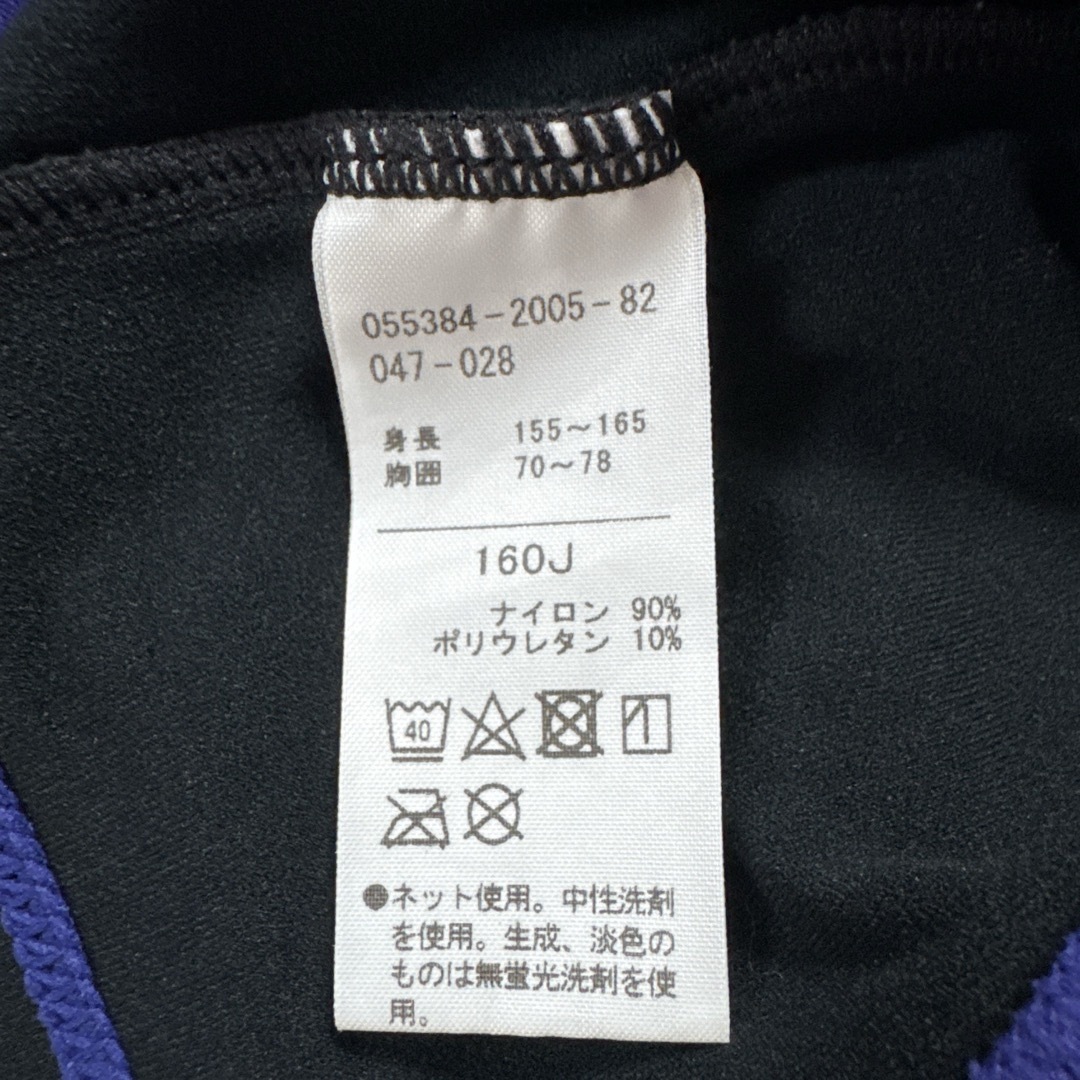 055384-2005-82
047-028
身長 155～165
胸囲 70～78
160J
ナイロン 90%
ポリウレタン 10%
40
●ネット使用。中性洗剤
を使用。生成、淡色の
ものは無蛍光洗剤を使
用。